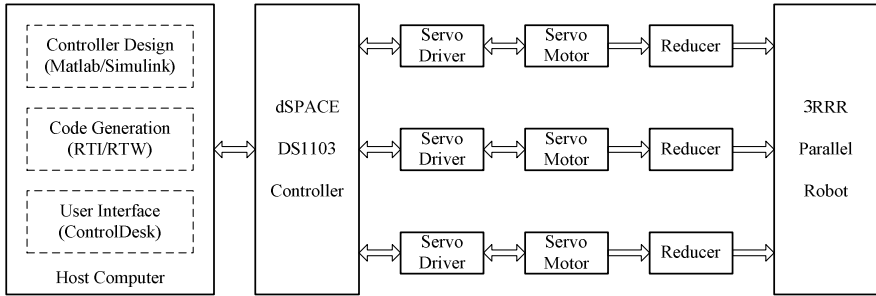 Controller Design
(Matlab/Simulink)
Code Generation
(RTI/RTW)
User Interface
(ControlDesk)
Host Computer
dSPACE
DS1103
Controller
Servo
Driver
Servo
Motor
Reducer
Servo
Driver
Servo
Motor
Reducer
Servo
Driver
Servo
Motor
Reducer
3RRR
Parallel
Robot